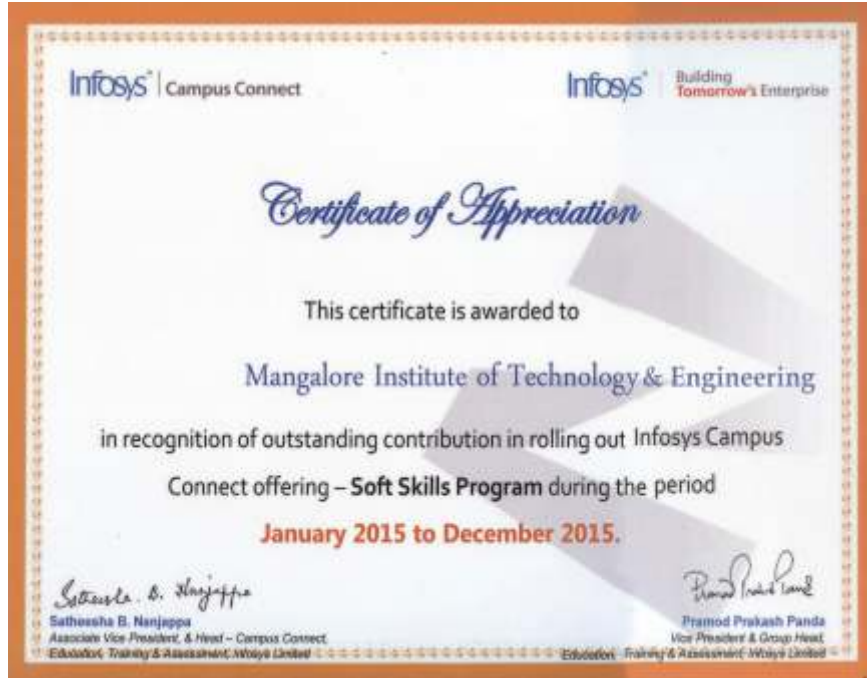 Infosys | Campus Connect
Infosys | Building Tomorrow's Enterprise
Certificate of Appreciation
This certificate is awarded to
Mangalore Institute of Technology & Engineering
in recognition of outstanding contribution in rolling out Infosys Campus
Connect offering – Soft Skills Program during the period
January 2015 to December 2015.
Satheesha B. Nanjappa
Satheesha B. Nanjappa
Associate Vice President, & Head – Campus Connect,
Education, Training & Assessment, Infosys Limited
Pramod Prakash Panda
Vice President & Group Head,
Education, Training & Assessment, Infosys Limited